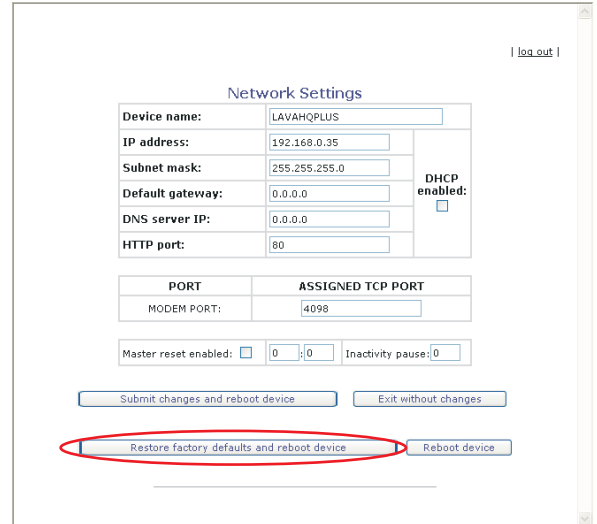 | log out |
Network Settings
Device name: LAVAHQPLUS
IP address: 192.168.0.35
Subnet mask: 255.255.255.0
DHCP enabled:
Default gateway: 0.0.0.0
DNS server IP: 0.0.0.0
HTTP port: 80
PORT ASSIGNED TCP PORT
MODEM PORT: 4098
Master reset enabled: 0 : 0 Inactivity pause: 0
Submit changes and reboot device Exit without changes
Restore factory defaults and reboot device Reboot device